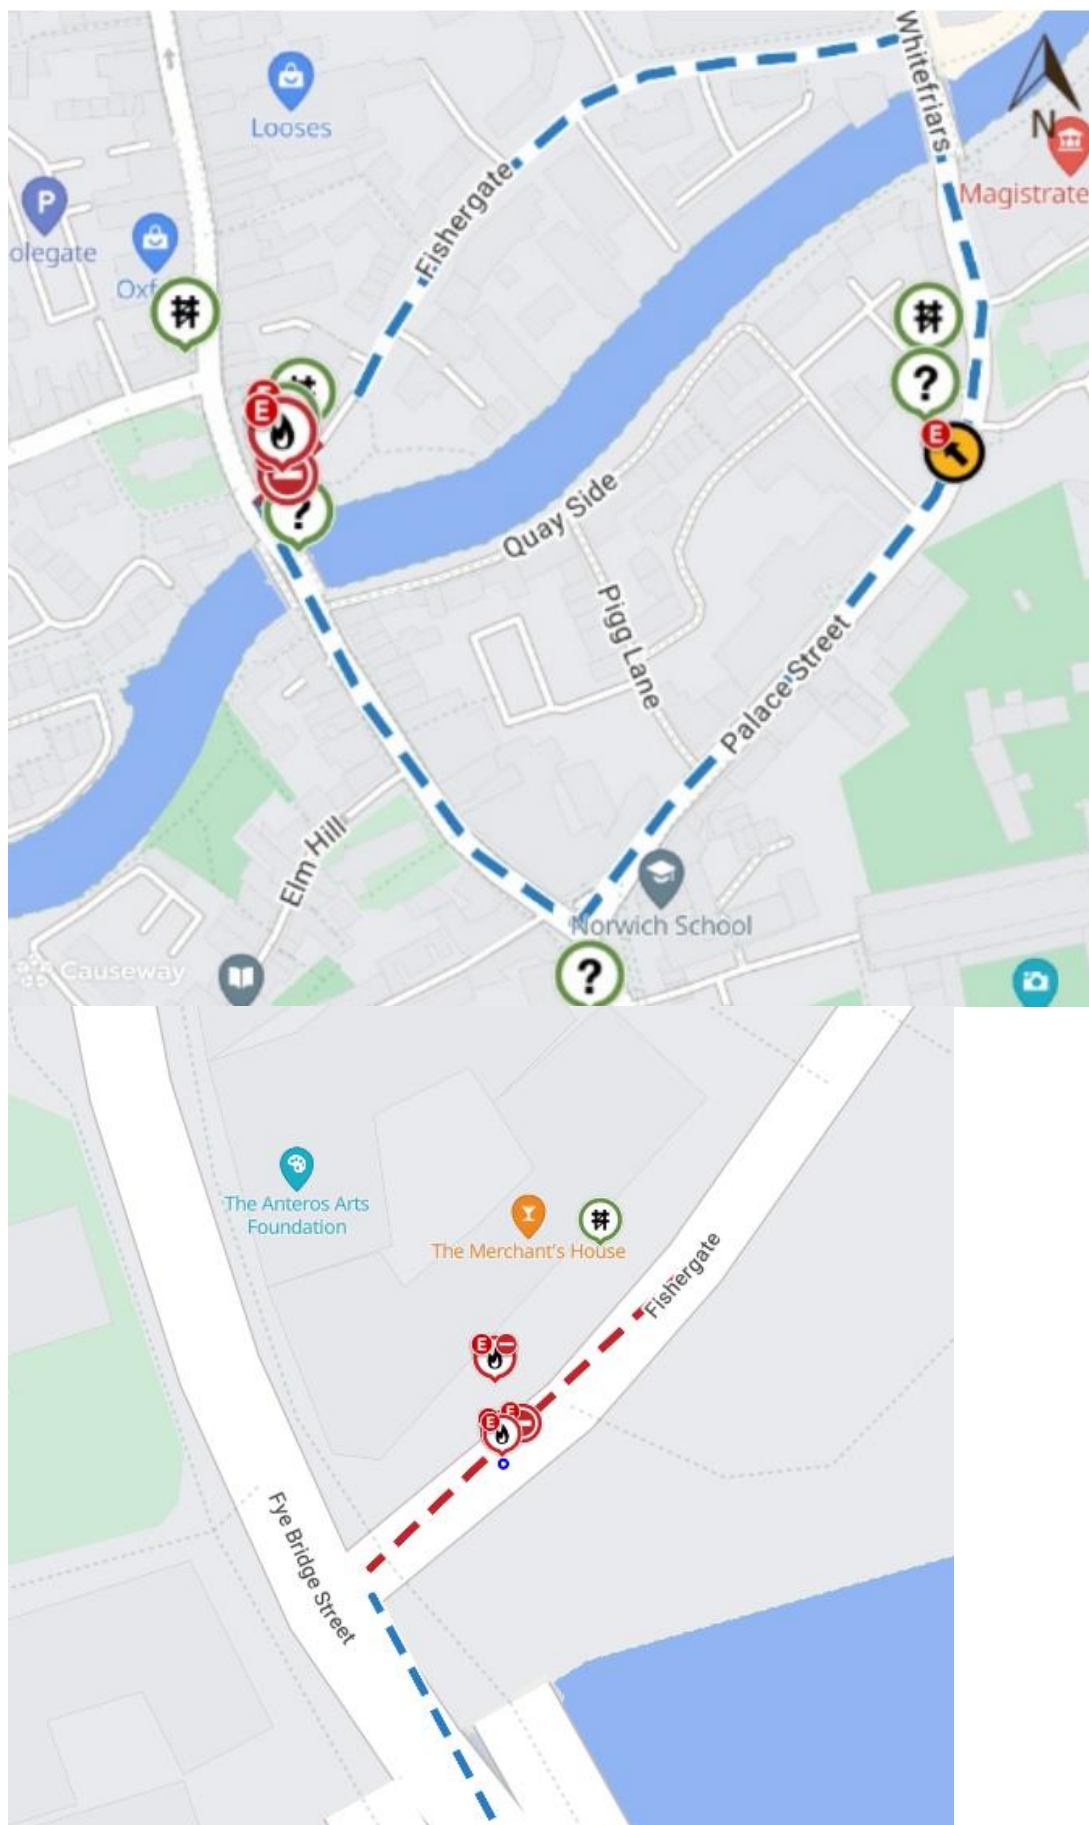 Whitefriars
N
Looses
Magistrate
P
olegate
Fishergate
Oxf
E
?
?
E
Quay Side
Pigg Lane
Palace Street
Elm Hill
Norwich School
Causeway
?
The Anteros Arts
Foundation
The Merchant's House
Fishergate
E
E
E
Fye Bridge Street